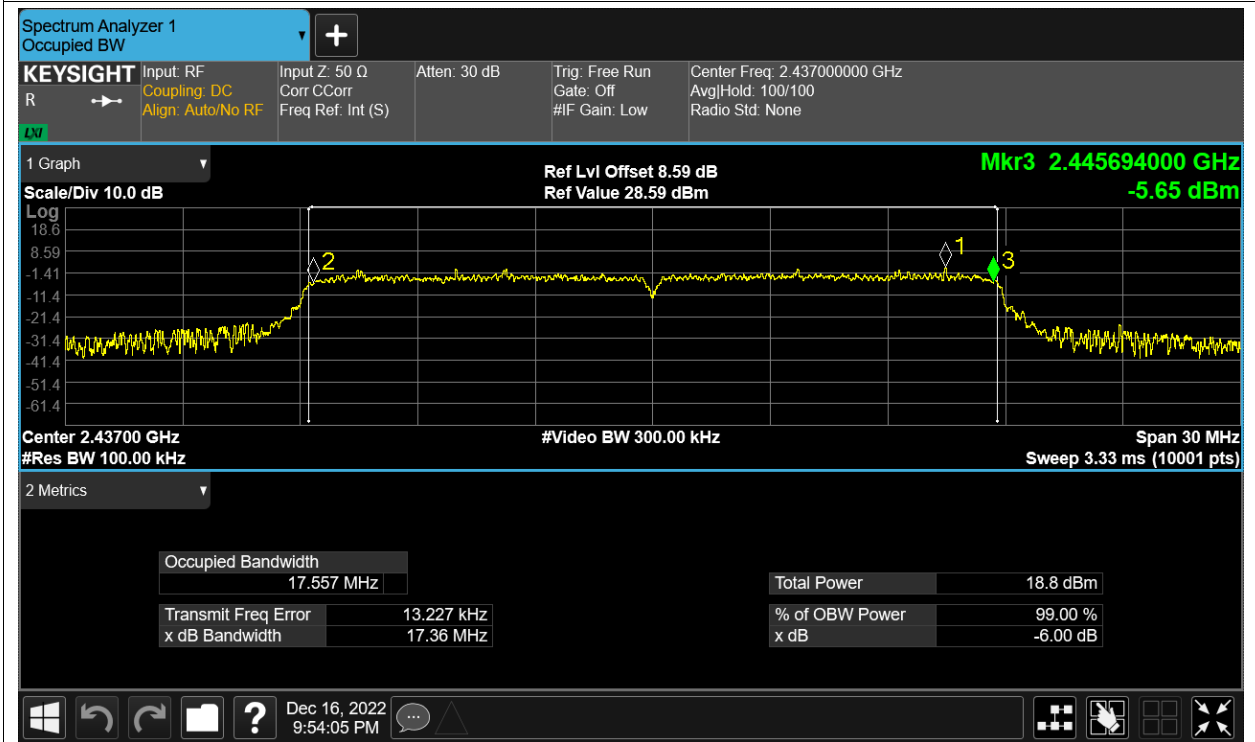 Spectrum Analyzer 1
Occupied BW
KEYSIGHT
R
LXI
Input: RF
Coupling: DC
Align: Auto/No RF
Input Z: 50 Ω
Corr CCorr
Freq Ref: Int (S)
Atten: 30 dB
Trig: Free Run
Gate: Off
#IF Gain: Low
Center Freq: 2.437000000 GHz
Avg|Hold: 100/100
Radio Std: None
1 Graph
Scale/Div 10.0 dB
Ref Lvl Offset 8.59 dB
Ref Value 28.59 dBm
Mkr3 2.445694000 GHz
-5.65 dBm
Log
18.6
8.59
-1.41
-11.4
-21.4
-31.4
-41.4
-51.4
-61.4
2
1
3
Center 2.43700 GHz
#Res BW 100.00 kHz
#Video BW 300.00 kHz
Span 30 MHz
Sweep 3.33 ms (10001 pts)
2 Metrics
Occupied Bandwidth
17.557 MHz
Transmit Freq Error 13.227 kHz
x dB Bandwidth 17.36 MHz
Total Power 18.8 dBm
% of OBW Power 99.00 %
x dB -6.00 dB
?
Dec 16, 2022
9:54:05 PM